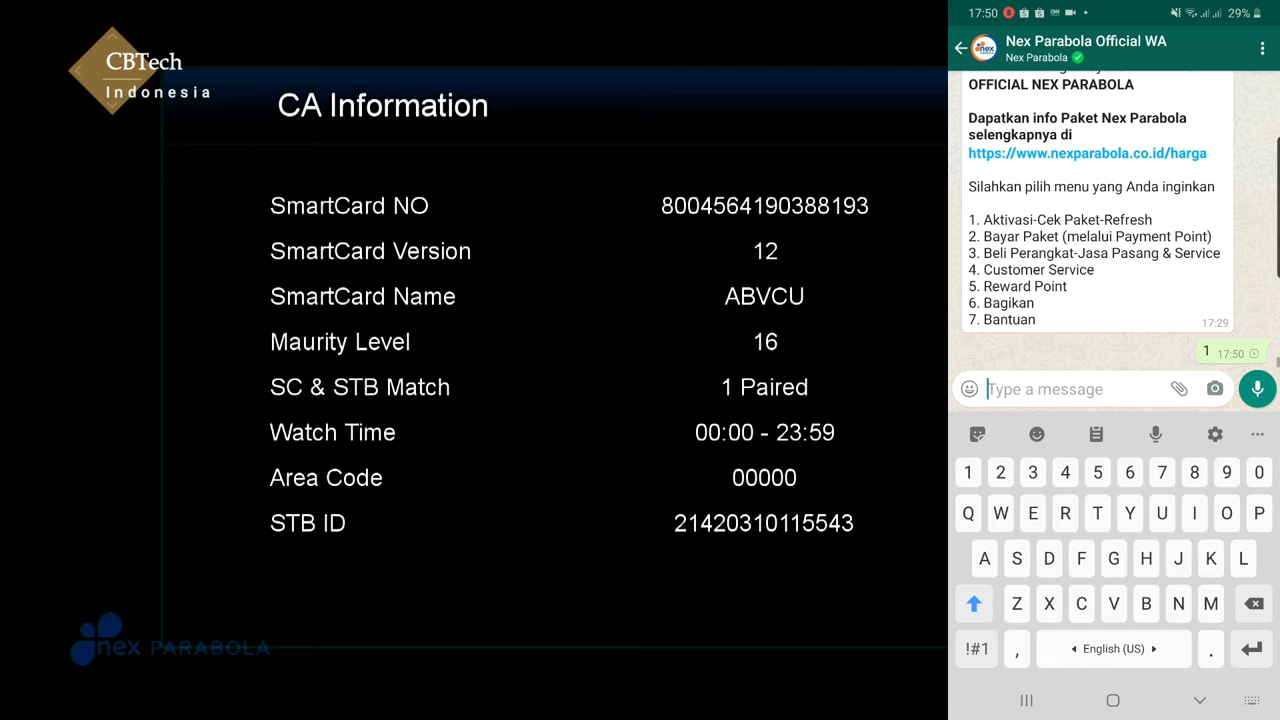 CBTech
Indonesia
CA Information
SmartCard NO 8004564190388193
SmartCard Version 12
SmartCard Name ABVCU
Maurity Level 16
SC & STB Match 1 Paired
Watch Time 00:00 - 23:59
Area Code 00000
STB ID 21420310115543
nex PARABOLA
17:50 29%
Nex Parabola Official WA
Nex Parabola
OFFICIAL NEX PARABOLA
Dapatkan info Paket Nex Parabola
selengkapnya di
https://www.nexparabola.co.id/harga
Silahkan pilih menu yang Anda inginkan
1. Aktivasi-Cek Paket-Refresh
2. Bayar Paket (melalui Payment Point)
3. Beli Perangkat-Jasa Pasang & Service
4. Customer Service
5. Reward Point
6. Bagikan
7. Bantuan
17:29
1 17:50
Type a message
1 2 3 4 5 6 7 8 9 0
Q W E R T Y U I O P
A S D F G H J K L
Z X C V B N M
!#1 , English (US) .